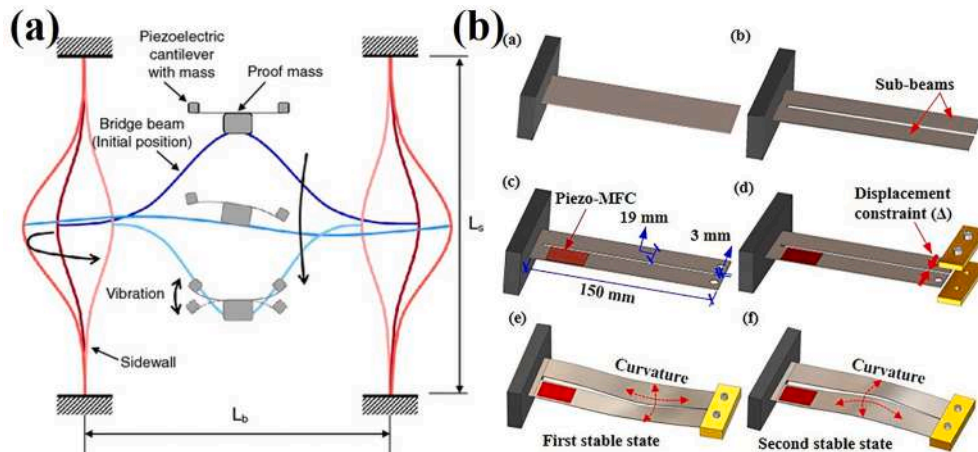 (a)
Piezoelectric
cantilever
with mass
Proof mass
Bridge beam
(Initial position)
Vibration
Sidewall
Ls
Lb
(b)
(a)
(b)
Sub-beams
(c)
Piezo-MFC
19 mm
3 mm
150 mm
(d)
Displacement
constraint (Δ)
(e)
Curvature
First stable state
(f)
Curvature
Second stable state